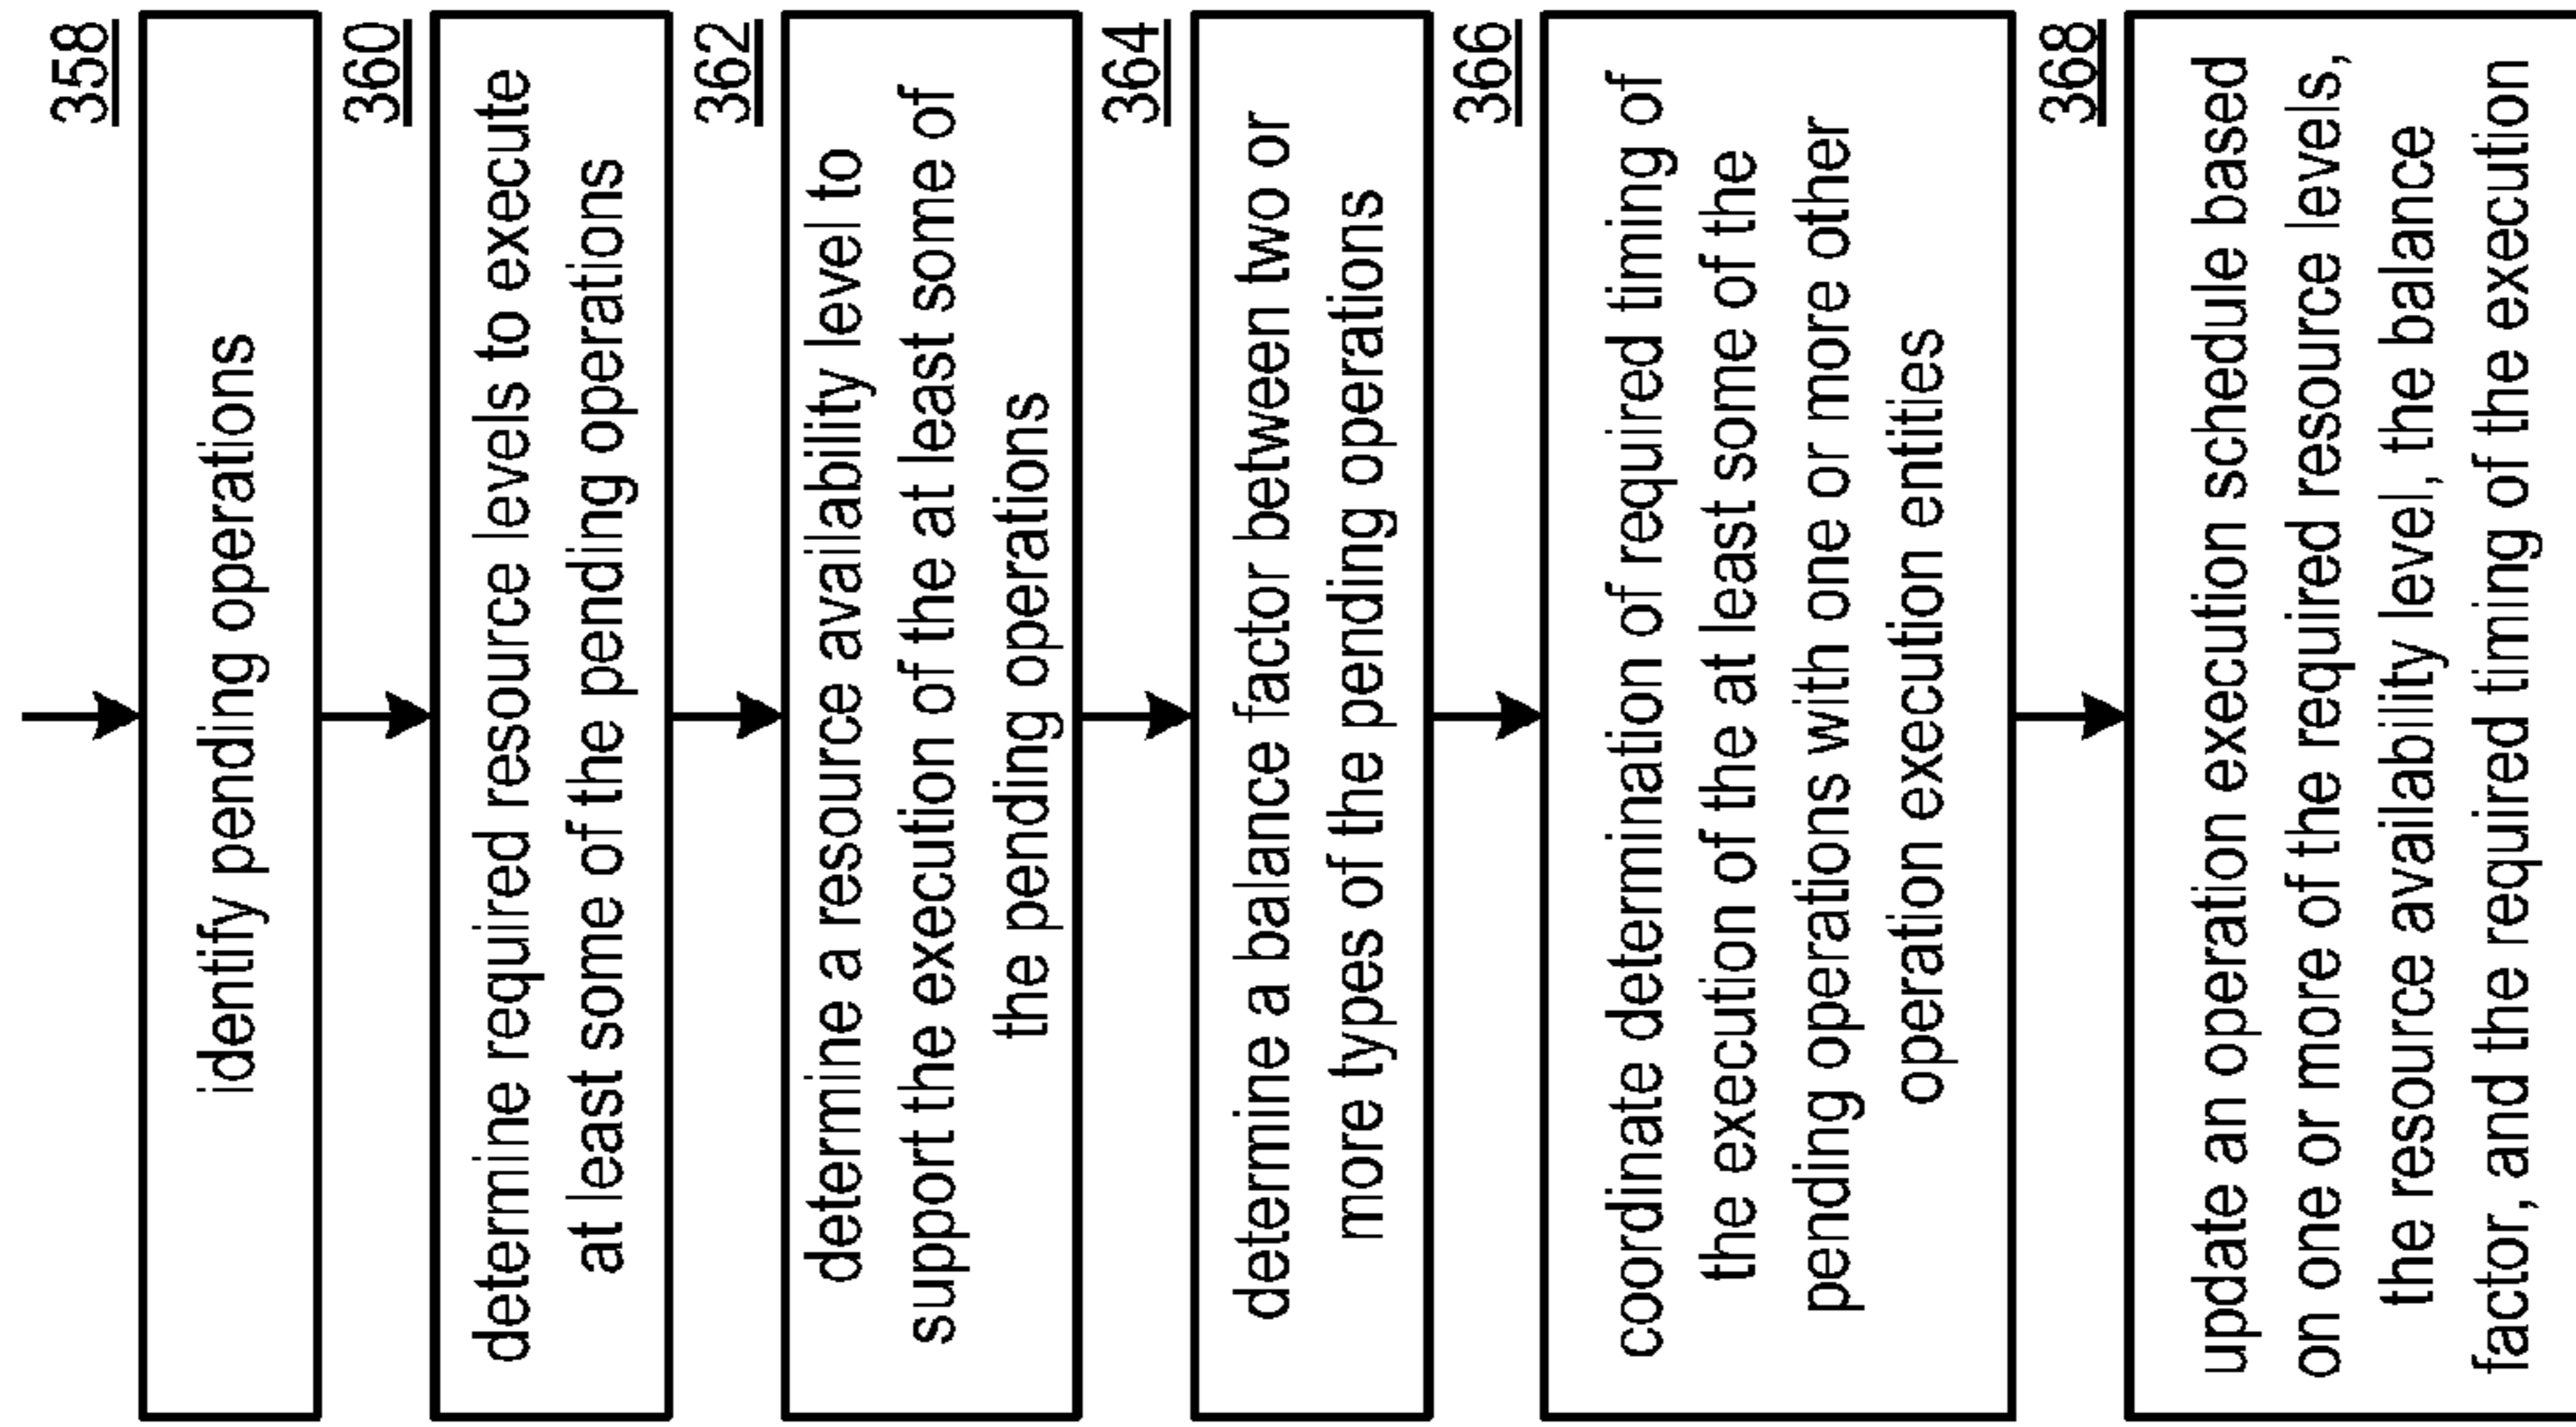 358
identify pending operations
360
determine required resource levels to execute
at least some of the pending operations
362
determine a resource availability level to
support the execution of the at least some of
the pending operations
364
determine a balance factor between two or
more types of the pending operations
366
coordinate determination of required timing of
the execution of the at least some of the
pending operations with one or more other
operation execution entities
368
update an operation execution schedule based
on one or more of the required resource levels,
the resource availability level, the balance
factor, and the required timing of the execution